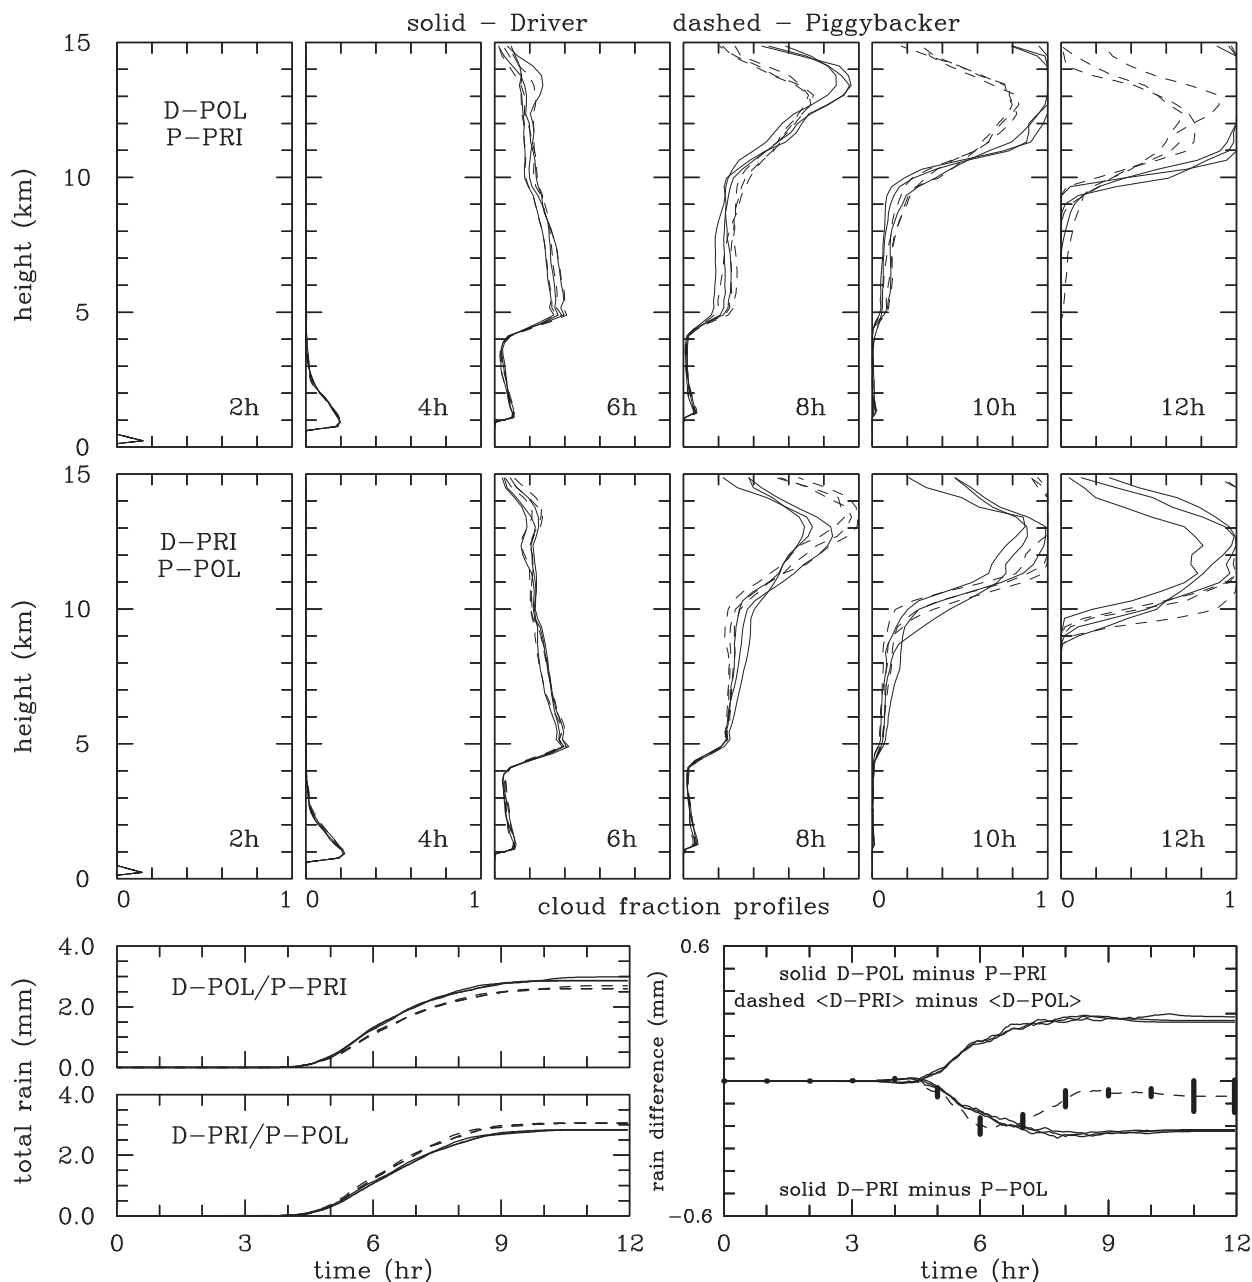 solid − Driver dashed − Piggybacker
15
D−POL
P−PRI
10
height (km)
5
2h 4h 6h 8h 10h 12h
0
15
D−PRI
P−POL
10
height (km)
5
2h 4h 6h 8h 10h 12h
0
0 1 0 1 0 1 0 1
cloud fraction profiles
4.0
D−POL/P−PRI
2.0
0.0
4.0
D−PRI/P−POL
2.0
0.0
total rain (mm)
0 3 6 9 12
time (hr)
0.6
solid D−POL minus P−PRI
dashed <D−PRI> minus <D−POL>
rain difference (mm)
solid D−PRI minus P−POL
−0.6
0 3 6 9 12
time (hr)